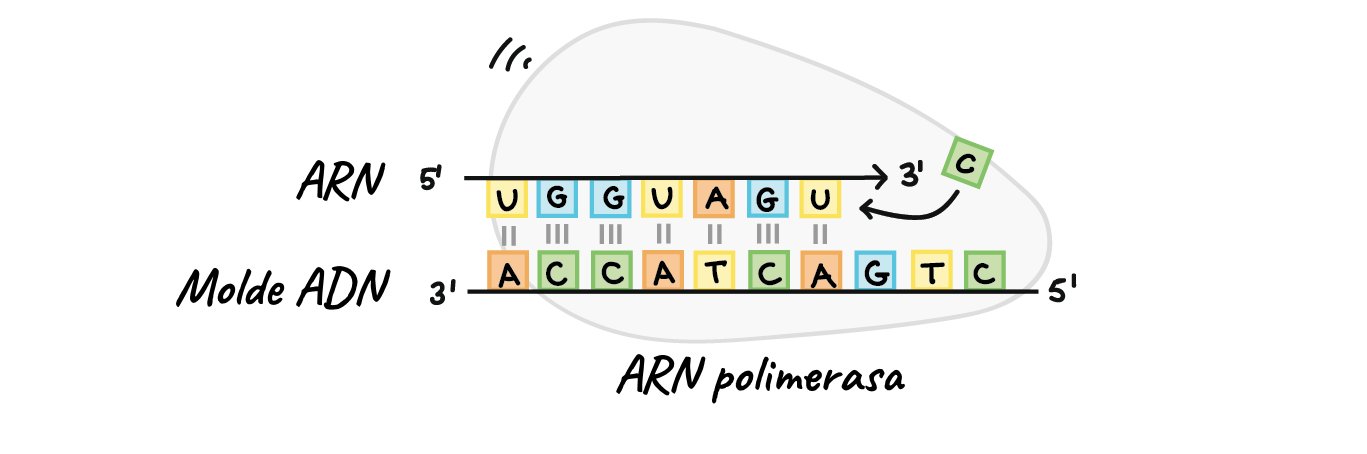 C
ARN 5' 3'
U G G U A G U
A C C A T C A G T C
Molde ADN 3' 5'
ARN polimerasa